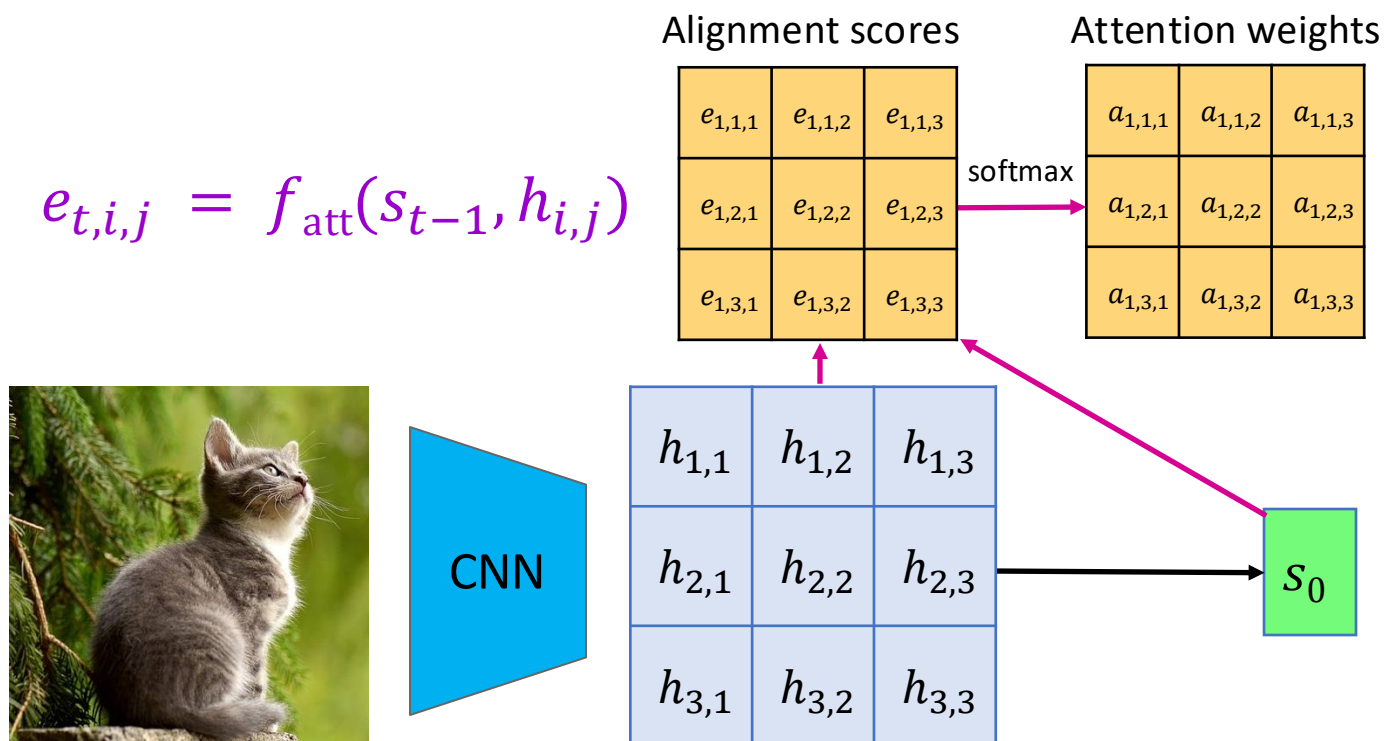 Alignment scores
Attention weights
e_{1,1,1} e_{1,1,2} e_{1,1,3}
a_{1,1,1} a_{1,1,2} a_{1,1,3}
e_{t,i,j} = f_{att}(s_{t−1}, h_{i,j})
e_{1,2,1} e_{1,2,2} e_{1,2,3}
softmax
a_{1,2,1} a_{1,2,2} a_{1,2,3}
e_{1,3,1} e_{1,3,2} e_{1,3,3}
a_{1,3,1} a_{1,3,2} a_{1,3,3}
CNN
h_{1,1} h_{1,2} h_{1,3}
h_{2,1} h_{2,2} h_{2,3}
h_{3,1} h_{3,2} h_{3,3}
s_0